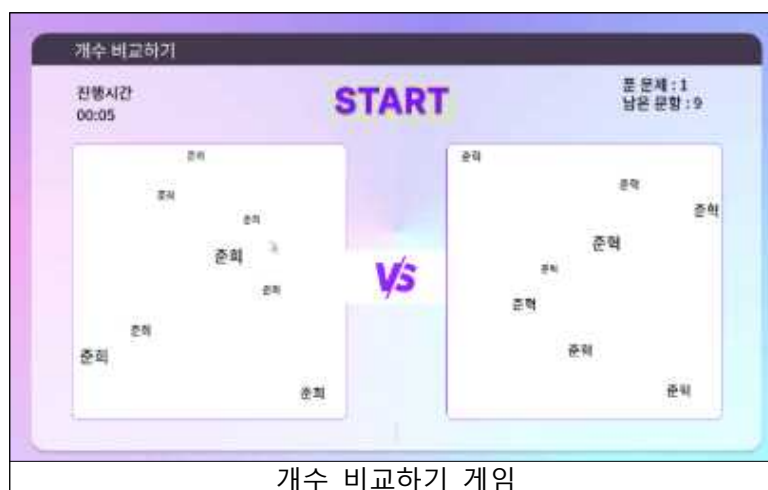 개수 비교하기
진행시간
00:05
START
푼 문제 : 1
남은 문항 : 9
준희
준희
준희
준희
준희
준희
준희
준희
VS
준혁
준혁
준혁
준혁
준혁
준혁
준혁
준혁
개수 비교하기 게임